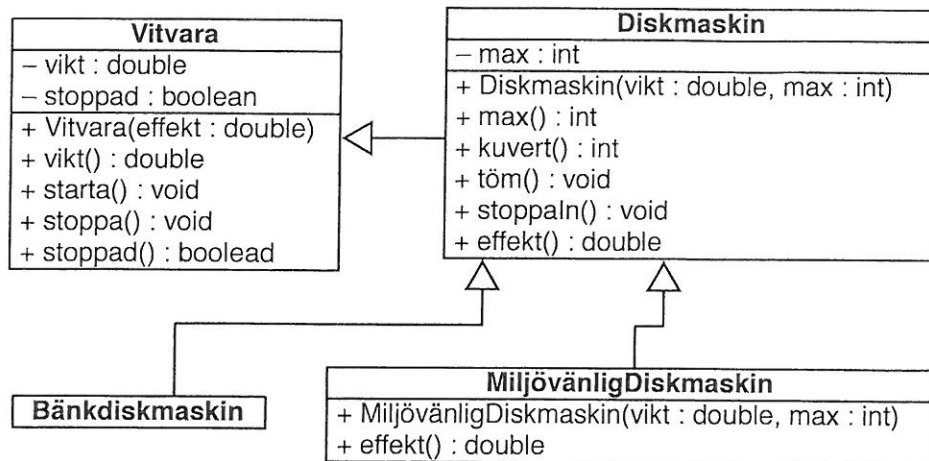 Vitvara
– vikt : double
– stoppad : boolean
+ Vitvara(effekt : double)
+ vikt() : double
+ starta() : void
+ stoppa() : void
+ stoppad() : boolead
Diskmaskin
– max : int
+ Diskmaskin(vikt : double, max : int)
+ max() : int
+ kuvert() : int
+ töm() : void
+ stoppaIn() : void
+ effekt() : double
Bänkdiskmaskin
MiljövänligDiskmaskin
+ MiljövänligDiskmaskin(vikt : double, max : int)
+ effekt() : double